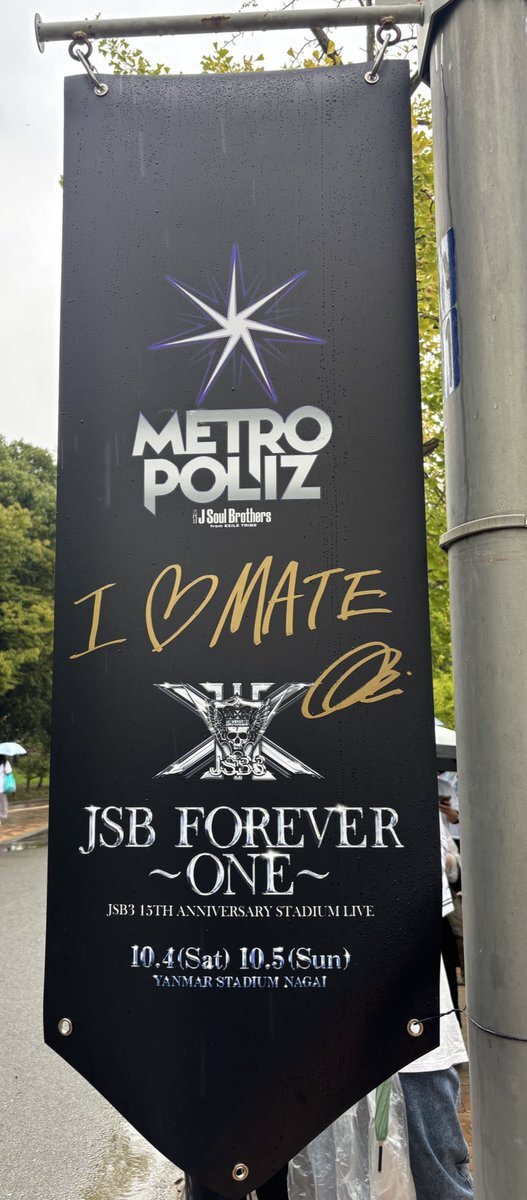 METRO
POLIZ
三代目 J Soul Brothers
from EXILE TRIBE
I ♡ MATE
JSB3
JSB FOREVER
~ONE~
JSB3 15TH ANNIVERSARY STADIUM LIVE
10.4(Sat) 10.5(Sun)
YANMAR STADIUM NAGAI